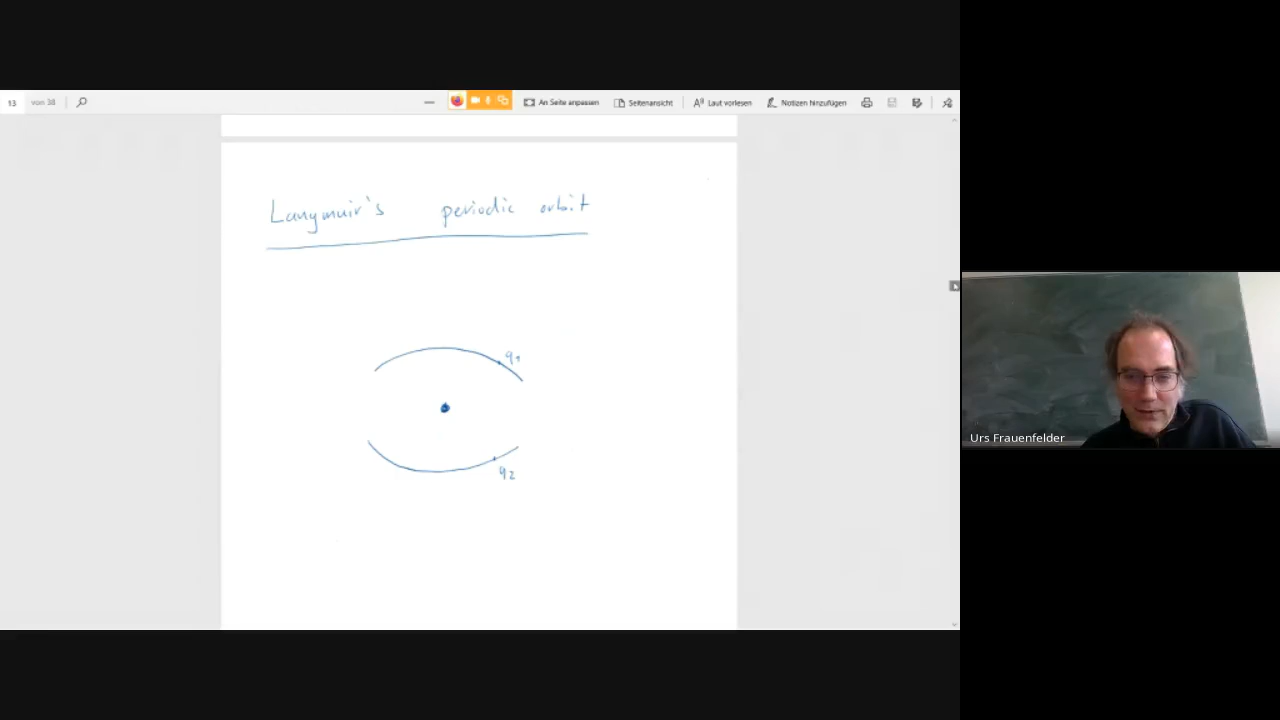 13 von 38 An Seite anpassen Seitenansicht Laut vorlesen Notizen hinzufügen
Langmuir's periodic orbit
q1
q2
Urs Frauenfelder